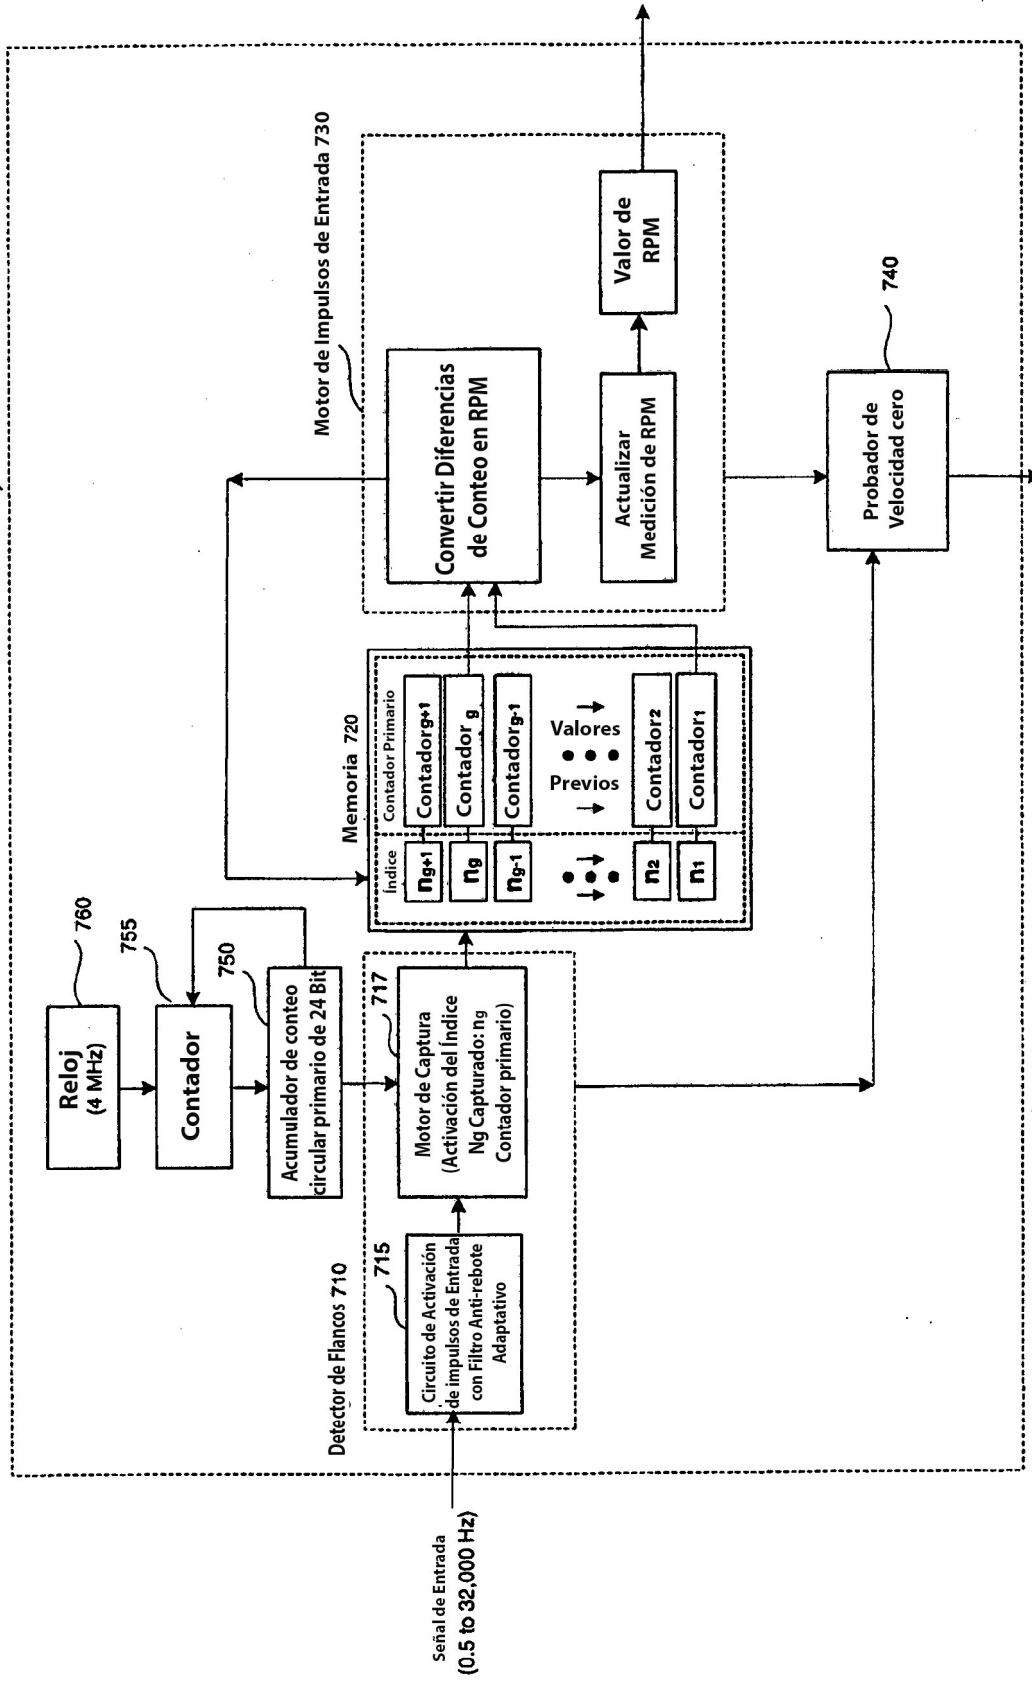 Reloj
(4 MHz)
760
Contador
755
Acumulador de conteo
circular primario de 24 Bit
750
Señal de Entrada
(0.5 to 32,000 Hz)
Detector de Flancos 710
Circuito de Activación
de impulsos de Entrada
con Filtro Anti-rebote
Adaptativo
715
Motor de Captura
(Activación del Índice
Ng Capturado: ng
Contador primario)
717
Memoria 720
Índice
Contador Primario
ng+1
Contadorg+1
ng
Contador g
ng-1
Contadorg-1
Previos
Valores
n2
Contador2
n1
Contador1
Motor de Impulsos de Entrada 730
Convertir Diferencias
de Conteo en RPM
Actualizar
Medición de RPM
Valor de
RPM
Probador de
Velocidad cero
740